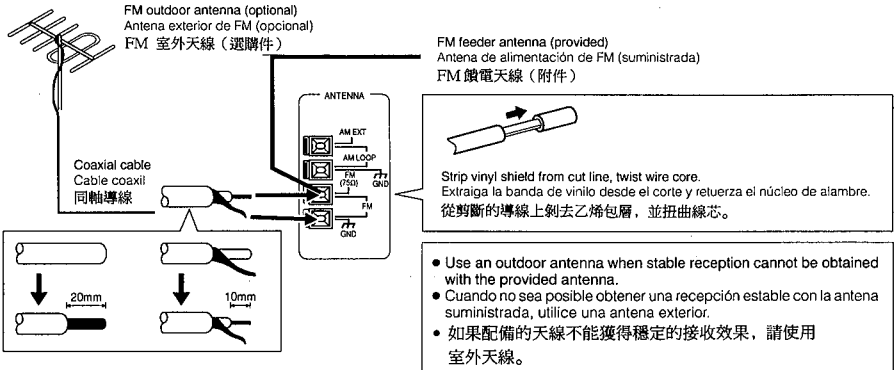 FM outdoor antenna (optional)
Antena exterior de FM (opcional)
FM 室外天線（選購件）
FM feeder antenna (provided)
Antena de alimentación de FM (suministrada)
FM饋電天線（附件）
ANTENNA
AM EXT
AM LOOP
GND
FM
(75Ω)
FM
GND
Coaxial cable
Cable coaxil
同軸導線
Strip vinyl shield from cut line, twist wire core.
Extraiga la banda de vinilo desde el corte y retuerza el núcleo de alambre.
從剪斷的導線上剝去乙烯包層，並扭曲線芯。
20mm
10mm
● Use an outdoor antenna when stable reception cannot be obtained
with the provided antenna.
● Cuando no sea posible obtener una recepción estable con la antena
suministrada, utilice una antena exterior.
● 如果配備的天線不能獲得穩定的接收效果，請使用
室外天線。